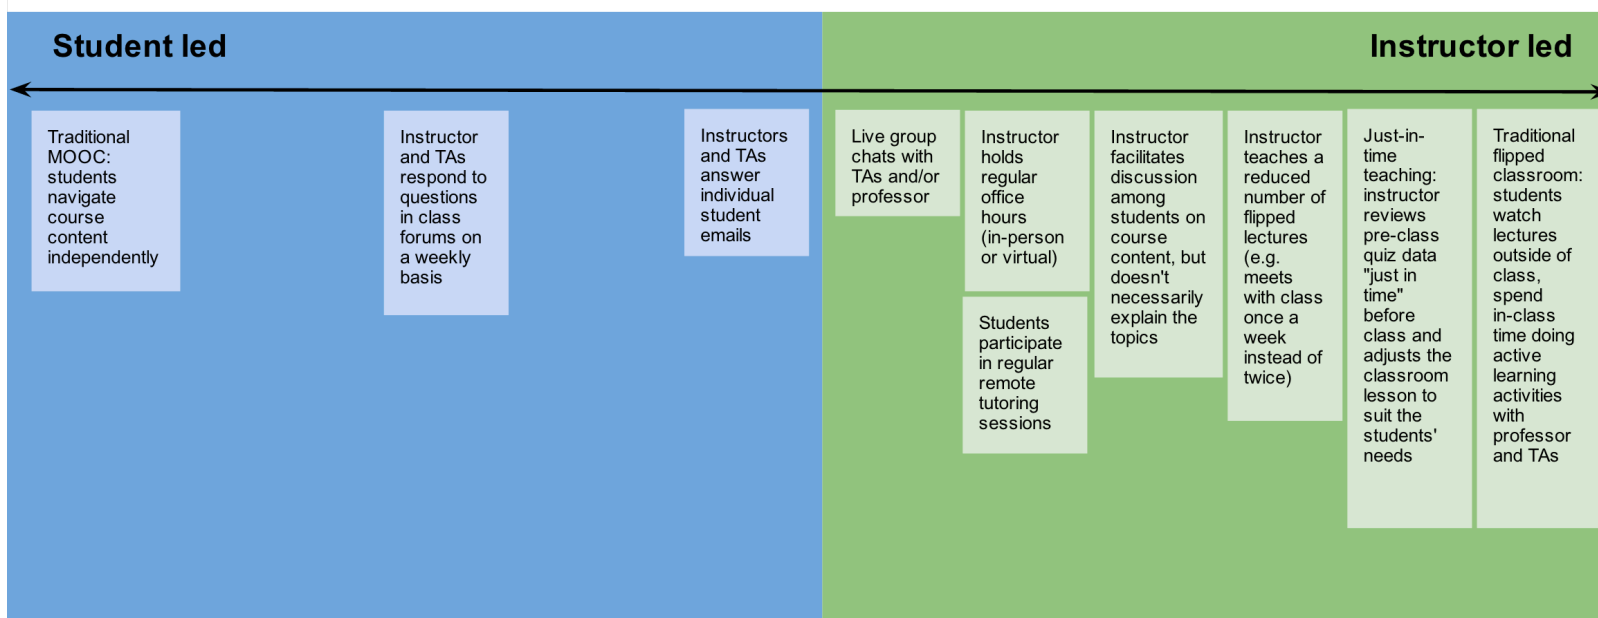 Student led
Instructor led
Traditional
MOOC:
students
navigate
course
content
independently
Instructor
and TAs
respond to
questions
in class
forums on
a weekly
basis
Instructors
and TAs
answer
individual
student
emails
Live group
chats with
TAs and/or
professor
Instructor
holds
regular
office
hours
(in-person
or virtual)
Students
participate
in regular
remote
tutoring
sessions
Instructor
facilitates
discussion
among
students on
course
content, but
doesn't
necessarily
explain the
topics
Instructor
teaches a
reduced
number of
flipped
lectures
(e.g.
meets
with class
once a
week
instead of
twice)
Just-in-
time
teaching:
instructor
reviews
pre-class
quiz data
"just in
time"
before
class and
adjusts the
classroom
lesson to
suit the
students'
needs
Traditional
flipped
classroom:
students
watch
lectures
outside of
class,
spend
in-class
time doing
active
learning
activities
with
professor
and TAs